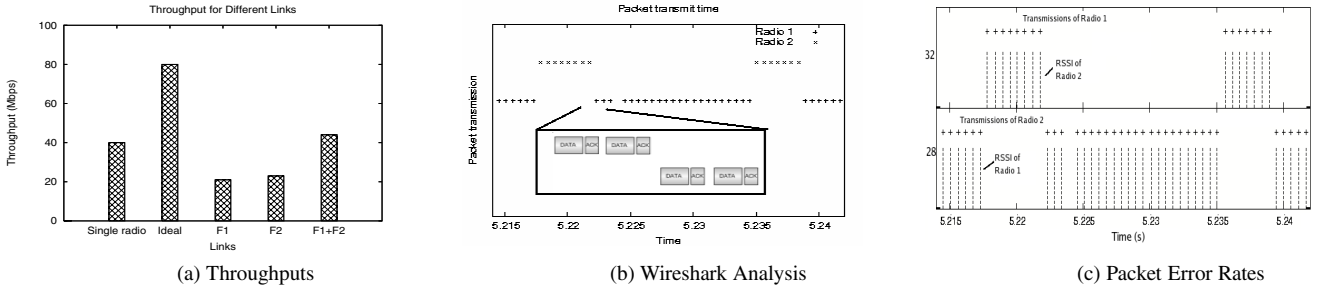 Throughput for Different Links
Throughput (Mbps)
100
80
60
40
20
0
Single radio Ideal F1 F2 F1+F2
Links
(a) Throughputs
Packet transmit time
Radio 1
Radio 2
Packet transmission
DATA ACK DATA ACK
DATA ACK DATA ACK
5.215 5.22 5.225 5.23 5.235 5.24
Time
(b) Wireshark Analysis
Transmissions of Radio 1
32
RSSI of
Radio 2
Transmissions of Radio 2
28
RSSI of
Radio 1
5.215 5.22 5.225 5.23 5.235 5.24
Time (s)
(c) Packet Error Rates